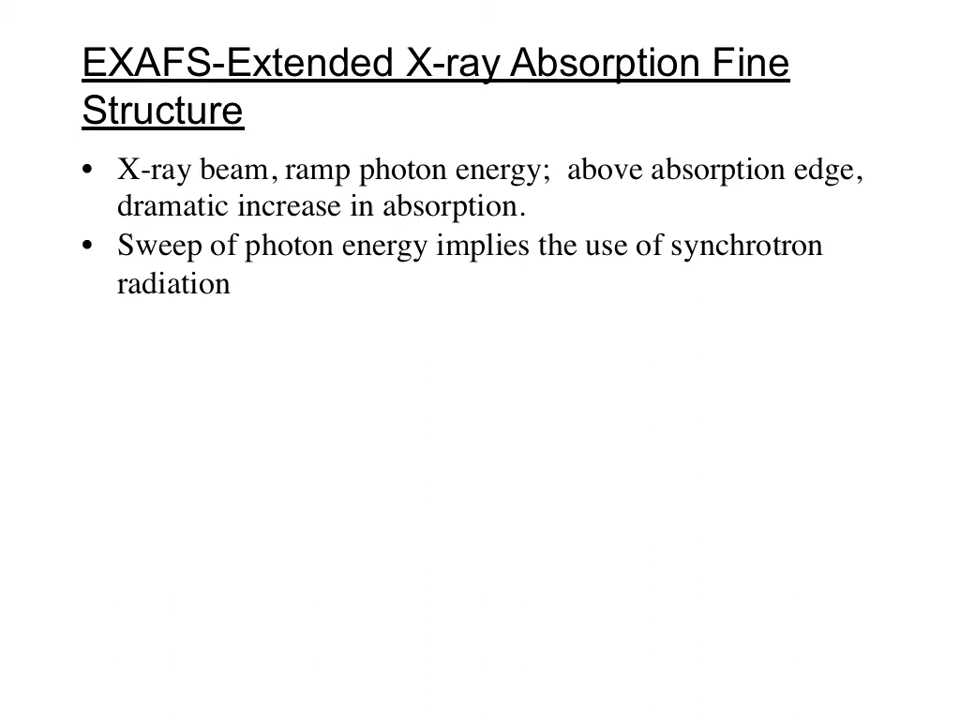 EXAFS-Extended X-ray Absorption Fine
Structure
• X-ray beam, ramp photon energy;  above absorption edge,
dramatic increase in absorption.
• Sweep of photon energy implies the use of synchrotron
radiation